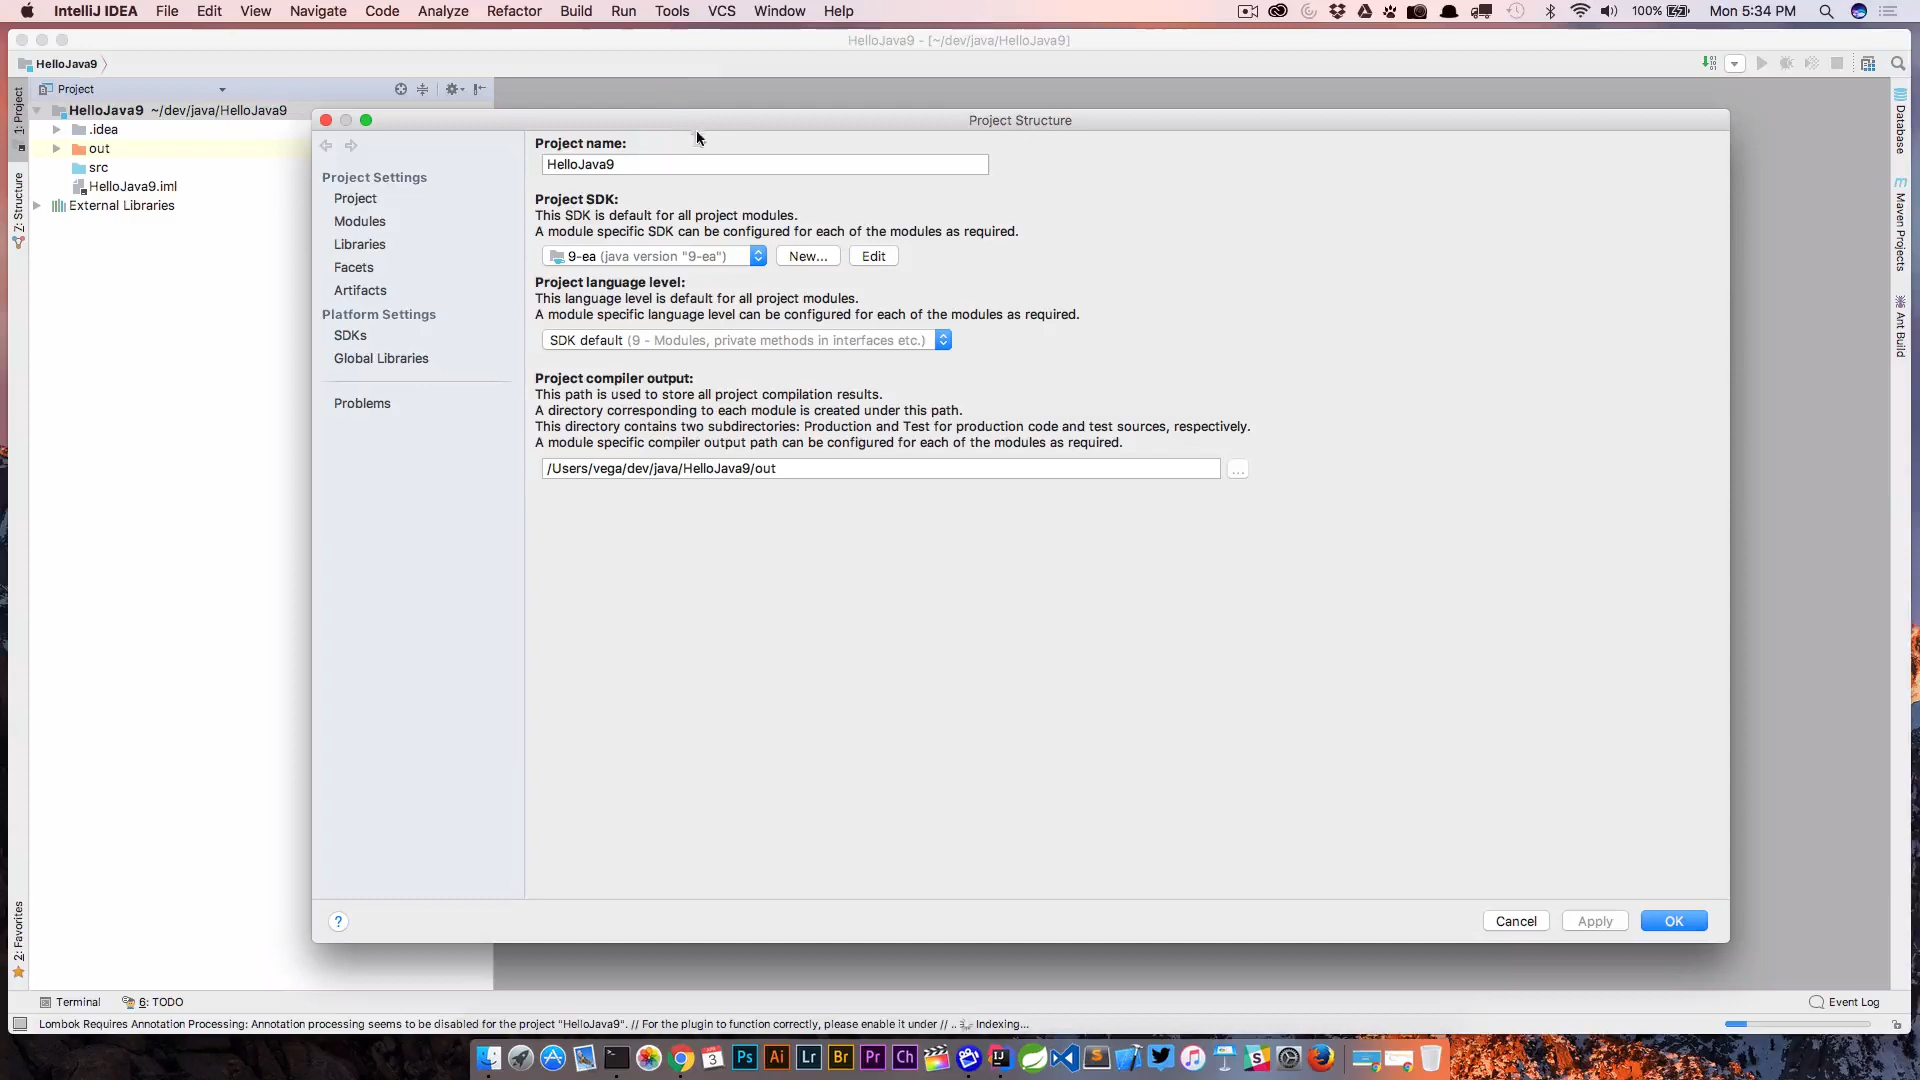 IntelliJ IDEA File Edit View Navigate Code Analyze Refactor Build Run Tools VCS Window Help 100% Mon 5:34 PM
HelloJava9 - [~/dev/java/HelloJava9]
HelloJava9
Project
1: Project
Z: Structure
2: Favorites
HelloJava9 ~/dev/java/HelloJava9
.idea
out
src
HelloJava9.iml
External Libraries
Project Structure
Project Settings
Project
Modules
Libraries
Facets
Artifacts
Platform Settings
SDKs
Global Libraries
Problems
Project name:
HelloJava9
Project SDK:
This SDK is default for all project modules.
A module specific SDK can be configured for each of the modules as required.
9-ea (java version "9-ea") New... Edit
Project language level:
This language level is default for all project modules.
A module specific language level can be configured for each of the modules as required.
SDK default (9 - Modules, private methods in interfaces etc.)
Project compiler output:
This path is used to store all project compilation results.
A directory corresponding to each module is created under this path.
This directory contains two subdirectories: Production and Test for production code and test sources, respectively.
A module specific compiler output path can be configured for each of the modules as required.
/Users/vega/dev/java/HelloJava9/out ...
? Cancel Apply OK
Database
Maven Projects
Ant Build
Terminal 6: TODO Event Log
Lombok Requires Annotation Processing: Annotation processing seems to be disabled for the project "HelloJava9". // For the plugin to function correctly, please enable it under // .. Indexing...
3 Ps Ai Lr Br Pr Ch IJ S